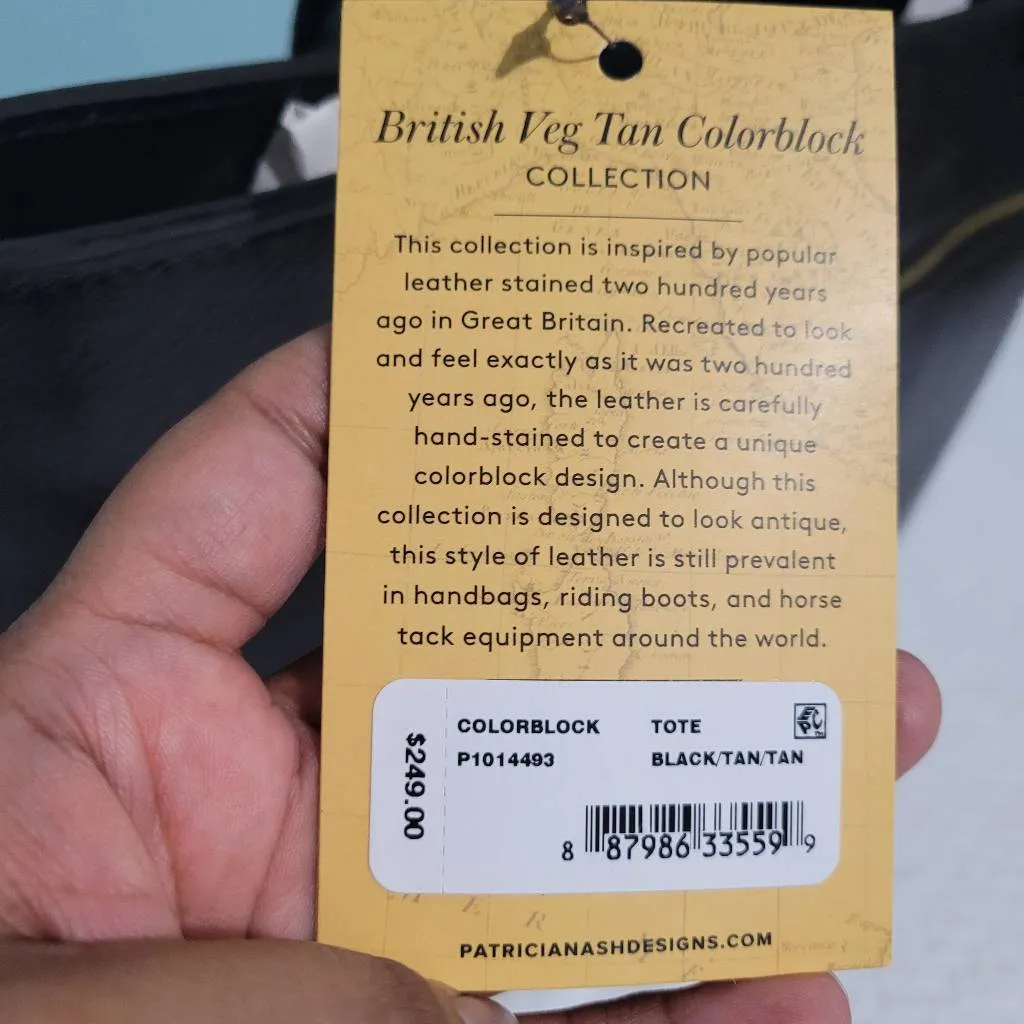 British Veg Tan Colorblock
COLLECTION
This collection is inspired by popular
leather stained two hundred years
ago in Great Britain. Recreated to look
and feel exactly as it was two hundred
years ago, the leather is carefully
hand-stained to create a unique
colorblock design. Although this
collection is designed to look antique,
this style of leather is still prevalent
in handbags, riding boots, and horse
tack equipment around the world.
$249.00
COLORBLOCK TOTE
P1014493 BLACK/TAN/TAN
8 87986 33559 9
PATRICIANASHDESIGNS.COM